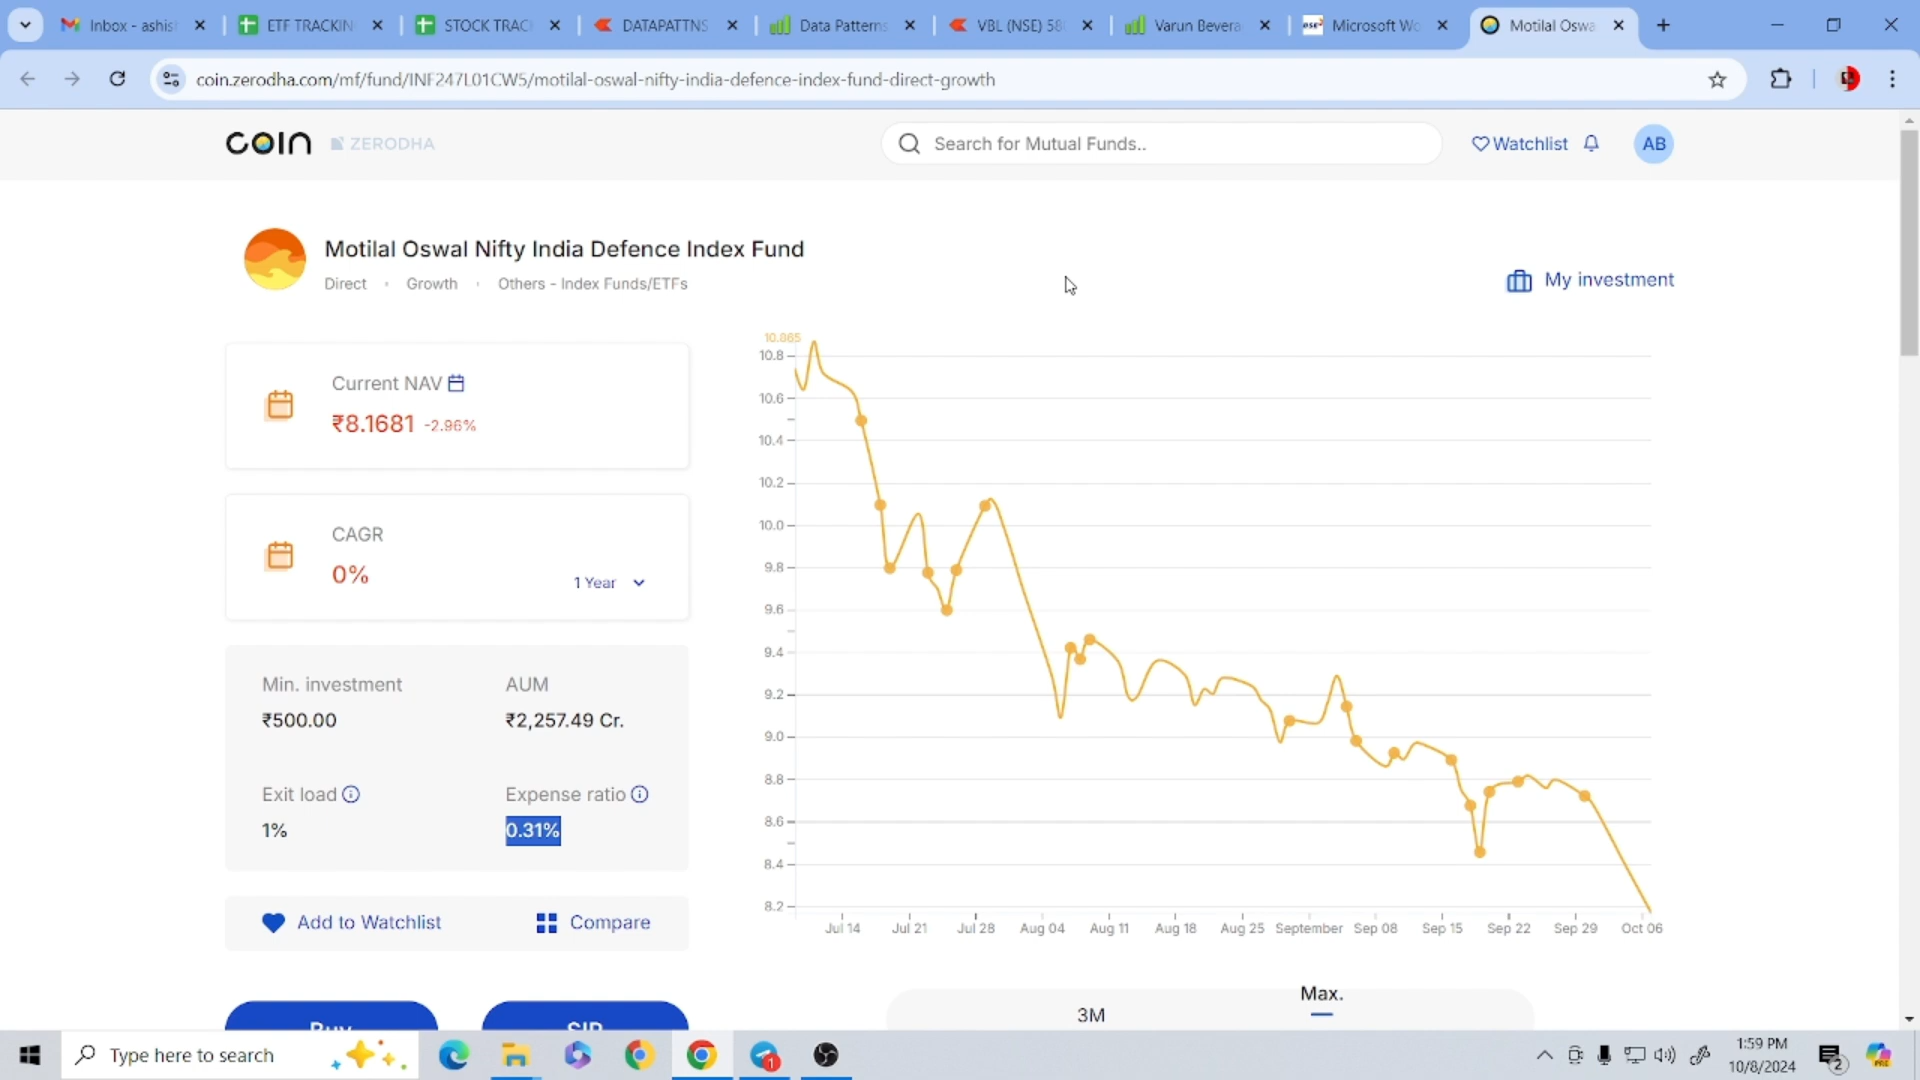 Inbox - ashis
ETF TRACKIN
STOCK TRAC
DATAPATTNS
Data Patterns
VBL (NSE) 58
Varun Bevera
Microsoft Wo
Motilal Oswa
coin.zerodha.com/mf/fund/INF247L01CW5/motilal-oswal-nifty-india-defence-index-fund-direct-growth
coin ZERODHA
Search for Mutual Funds..
Watchlist
AB
Motilal Oswal Nifty India Defence Index Fund
Direct Growth Others - Index Funds/ETFs
My investment
Current NAV
₹8.1681 -2.96%
CAGR
0%
1 Year
Min. investment
₹500.00
AUM
₹2,257.49 Cr.
Exit load
1%
Expense ratio
0.31%
Add to Watchlist
Compare
Buy
SIP
10.865
10.8
10.6
10.4
10.2
10.0
9.8
9.6
9.4
9.2
9.0
8.8
8.6
8.4
8.2
Jul 14 Jul 21 Jul 28 Aug 04 Aug 11 Aug 18 Aug 25 September Sep 08 Sep 15 Sep 22 Sep 29 Oct 06
3M
Max.
Type here to search
1
1:59 PM
10/8/2024
2
PRE